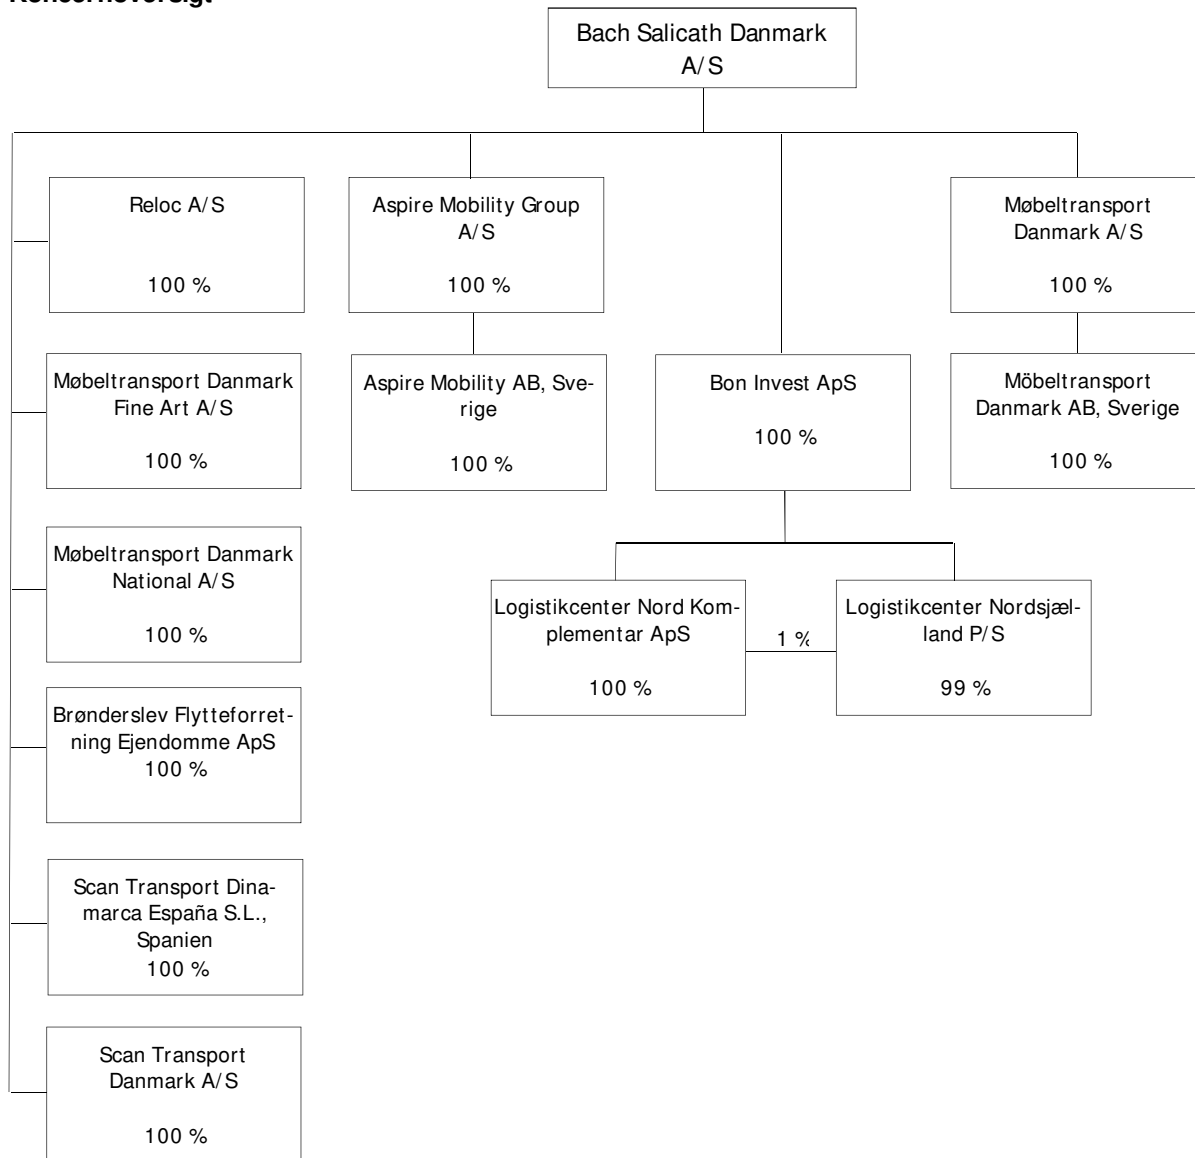 Koncernoversigt
Bach Salicath Danmark
A/S
Reloc A/S
100 %
Aspire Mobility Group
A/S
100 %
Møbeltransport
Danmark A/S
100 %
Møbeltransport Danmark
Fine Art A/S
100 %
Aspire Mobility AB, Sve-
rige
100 %
Bon Invest ApS
100 %
Möbeltransport
Danmark AB, Sverige
100 %
Møbeltransport Danmark
National A/S
100 %
Logistikcenter Nord Kom-
plementar ApS
100 %
1 %
Logistikcenter Nordsjæl-
land P/S
99 %
Brønderslev Flytteforret-
ning Ejendomme ApS
100 %
Scan Transport Dina-
marca España S.L.,
Spanien
100 %
Scan Transport
Danmark A/S
100 %